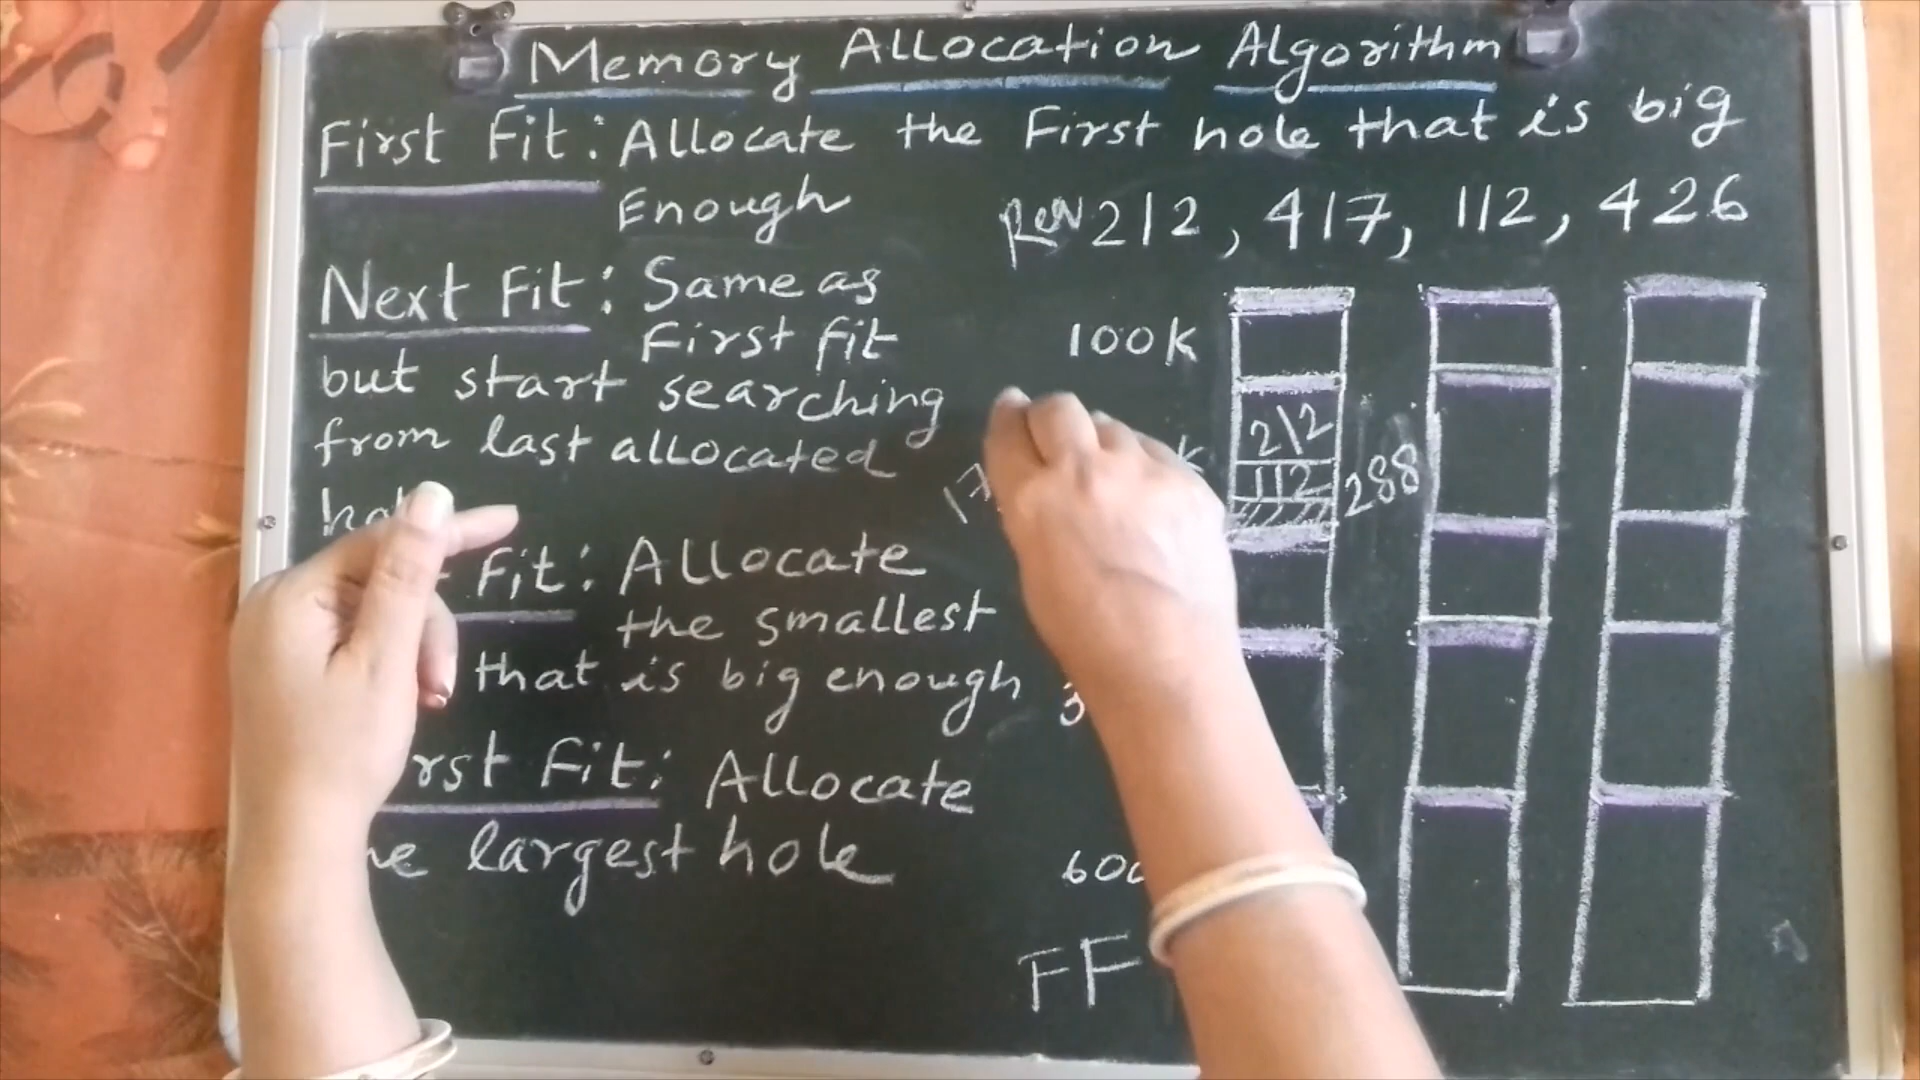 Memory Allocation Algorithm
First Fit: Allocate the First hole that is big
Enough
Req 212, 417, 112, 426
Next Fit: Same as
First fit
but start searching
from last allocated
Fit: Allocate
the smallest
that is big enough
rst Fit: Allocate
largest hole
100k
212
112
288
FF